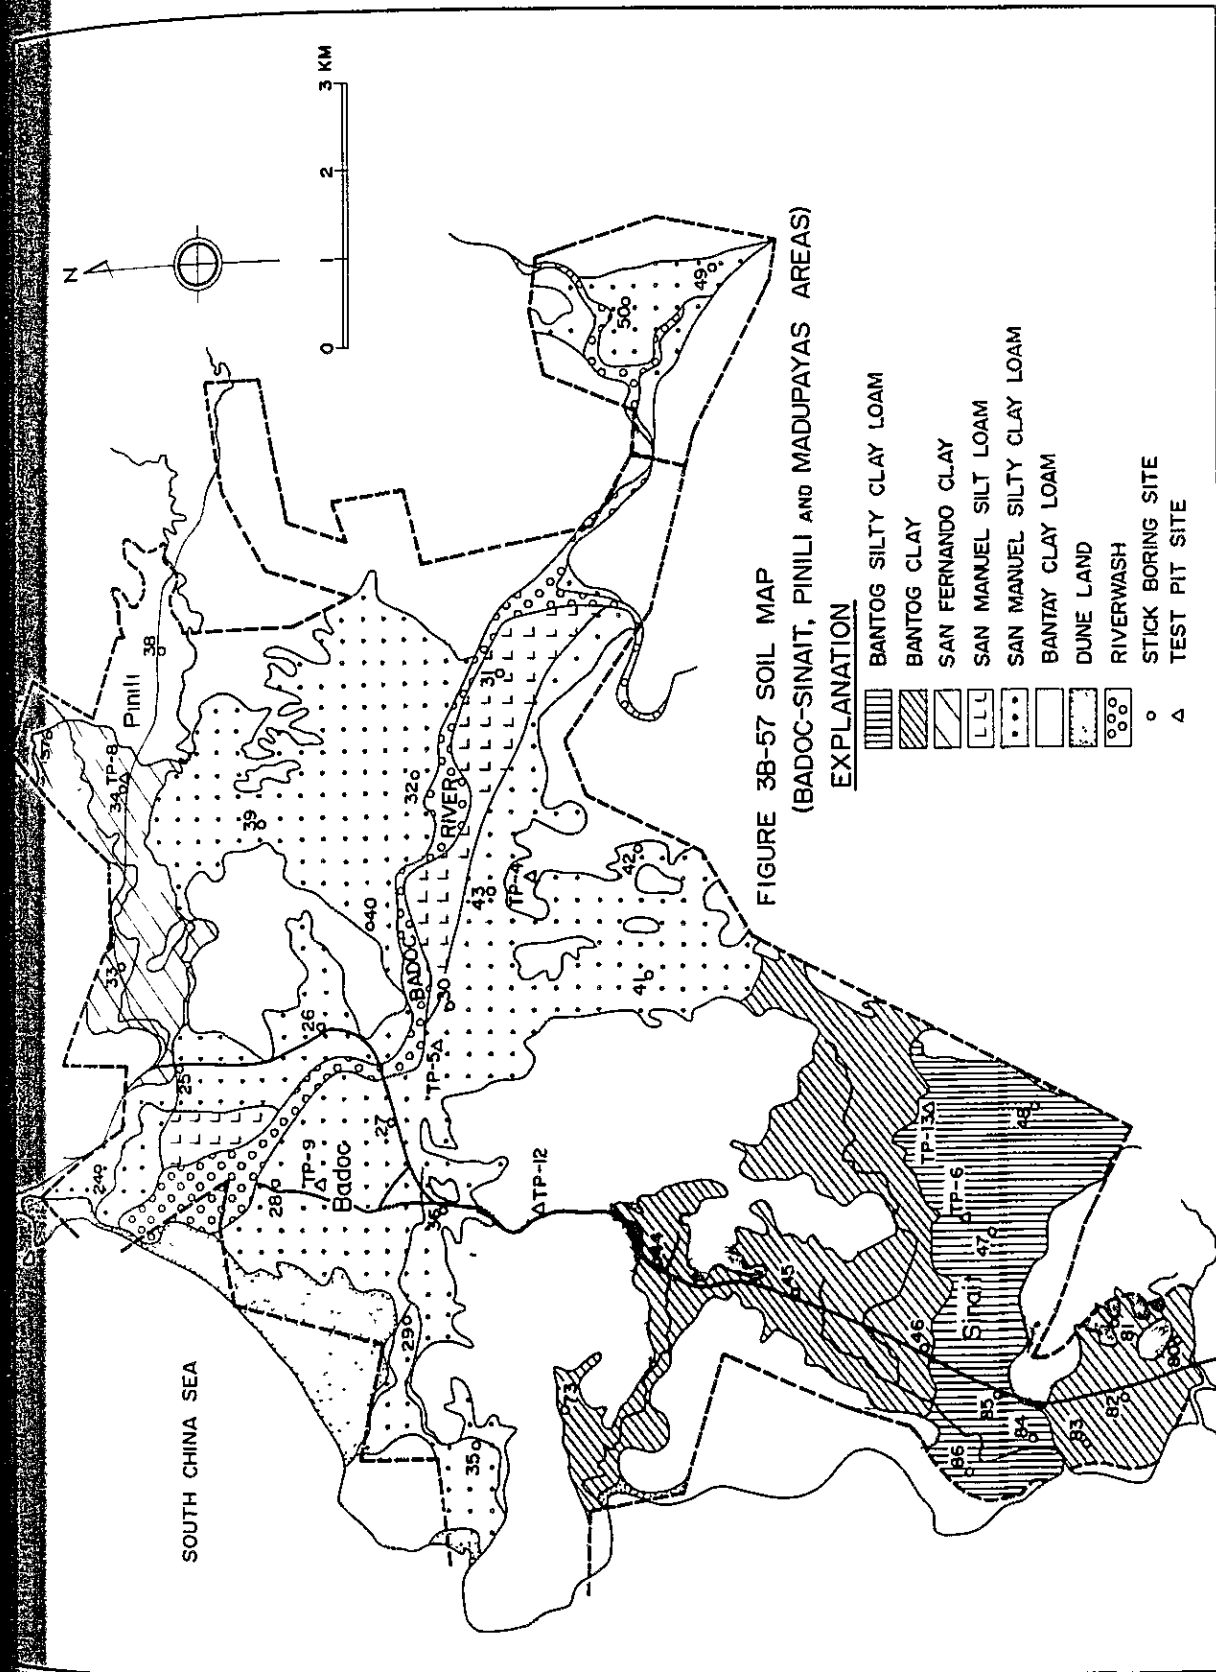 N
0 1 2 3 KM
SOUTH CHINA SEA
Pinili
Badoc
Sinait
BADOC RIVER
TP-8
TP-9
TP-5
TP-4
TP-12
TP-13
TP-6
24
25
26
27
28
29
30
31
32
33
34
35
36
37
38
39
40
41
42
43
44
45
46
47
48
49
50
73
80
81
82
83
84
85
86
FIGURE 3B-57 SOIL MAP
(BADOC-SINAIT, PINILI AND MADUPAYAS AREAS)
EXPLANATION
BANTOG SILTY CLAY LOAM
BANTOG CLAY
SAN FERNANDO CLAY
SAN MANUEL SILT LOAM
SAN MANUEL SILTY CLAY LOAM
BANTAY CLAY LOAM
DUNE LAND
RIVERWASH
STICK BORING SITE
TEST PIT SITE